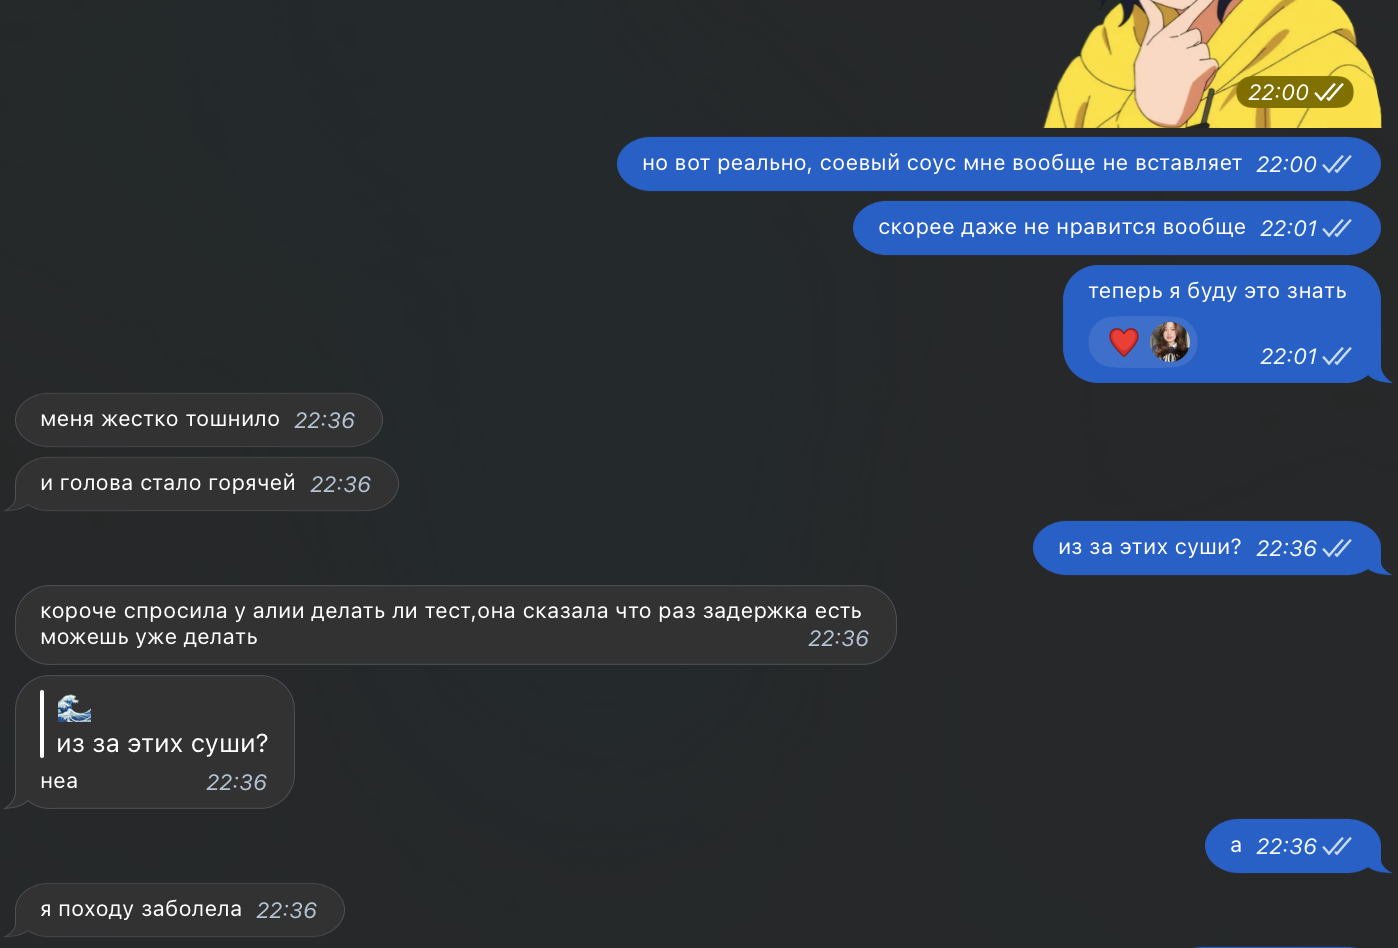 22:00
но вот реально, соевый соус мне вообще не вставляет 22:00
скорее даже не нравится вообще 22:01
теперь я буду это знать
22:01
меня жестко тошнило 22:36
и голова стало горячей 22:36
из за этих суши? 22:36
короче спросила у алии делать ли тест,она сказала что раз задержка есть
можешь уже делать 22:36
из за этих суши?
неа 22:36
а 22:36
я походу заболела 22:36